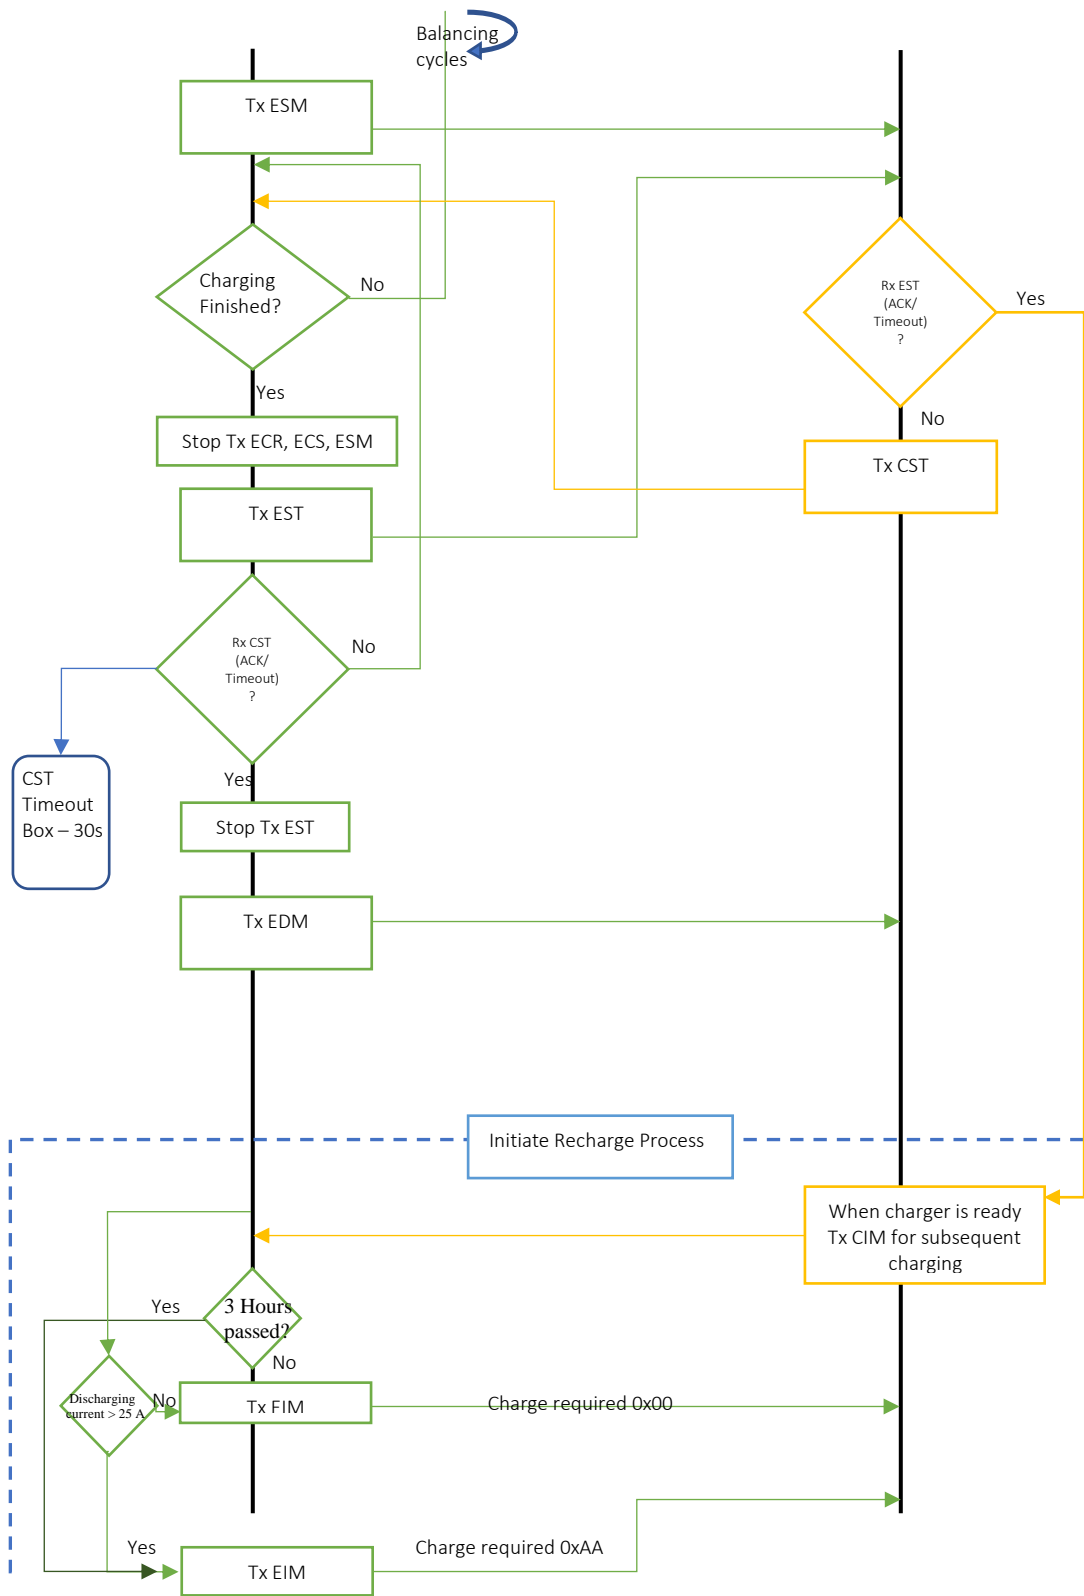 Balancing
cycles
Tx ESM
Charging
Finished?
No
Rx EST
(ACK/
Timeout)
?
Yes
Yes
No
Stop Tx ECR, ECS, ESM
Tx CST
Tx EST
Rx CST
(ACK/
Timeout)
?
No
CST
Timeout
Box – 30s
Yes
Stop Tx EST
Tx EDM
Initiate Recharge Process
When charger is ready
Tx CIM for subsequent
charging
Yes
3 Hours
passed?
No
Discharging
current > 25 A
No
Tx FIM
Charge required 0x00
Yes
Charge required 0xAA
Tx EIM